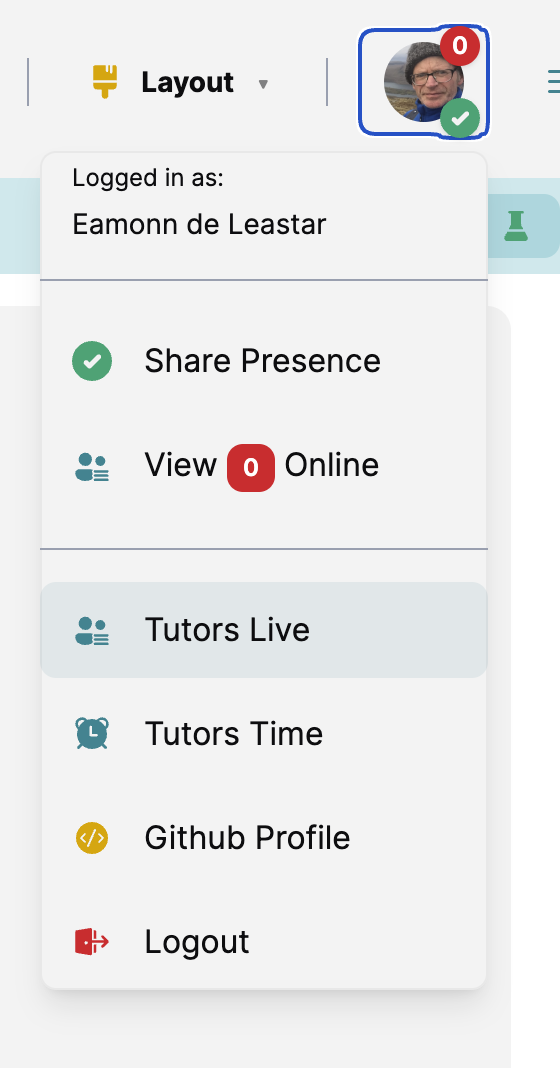 Layout
0
Logged in as:
Eamonn de Leastar
Share Presence
View 0 Online
Tutors Live
Tutors Time
Github Profile
Logout